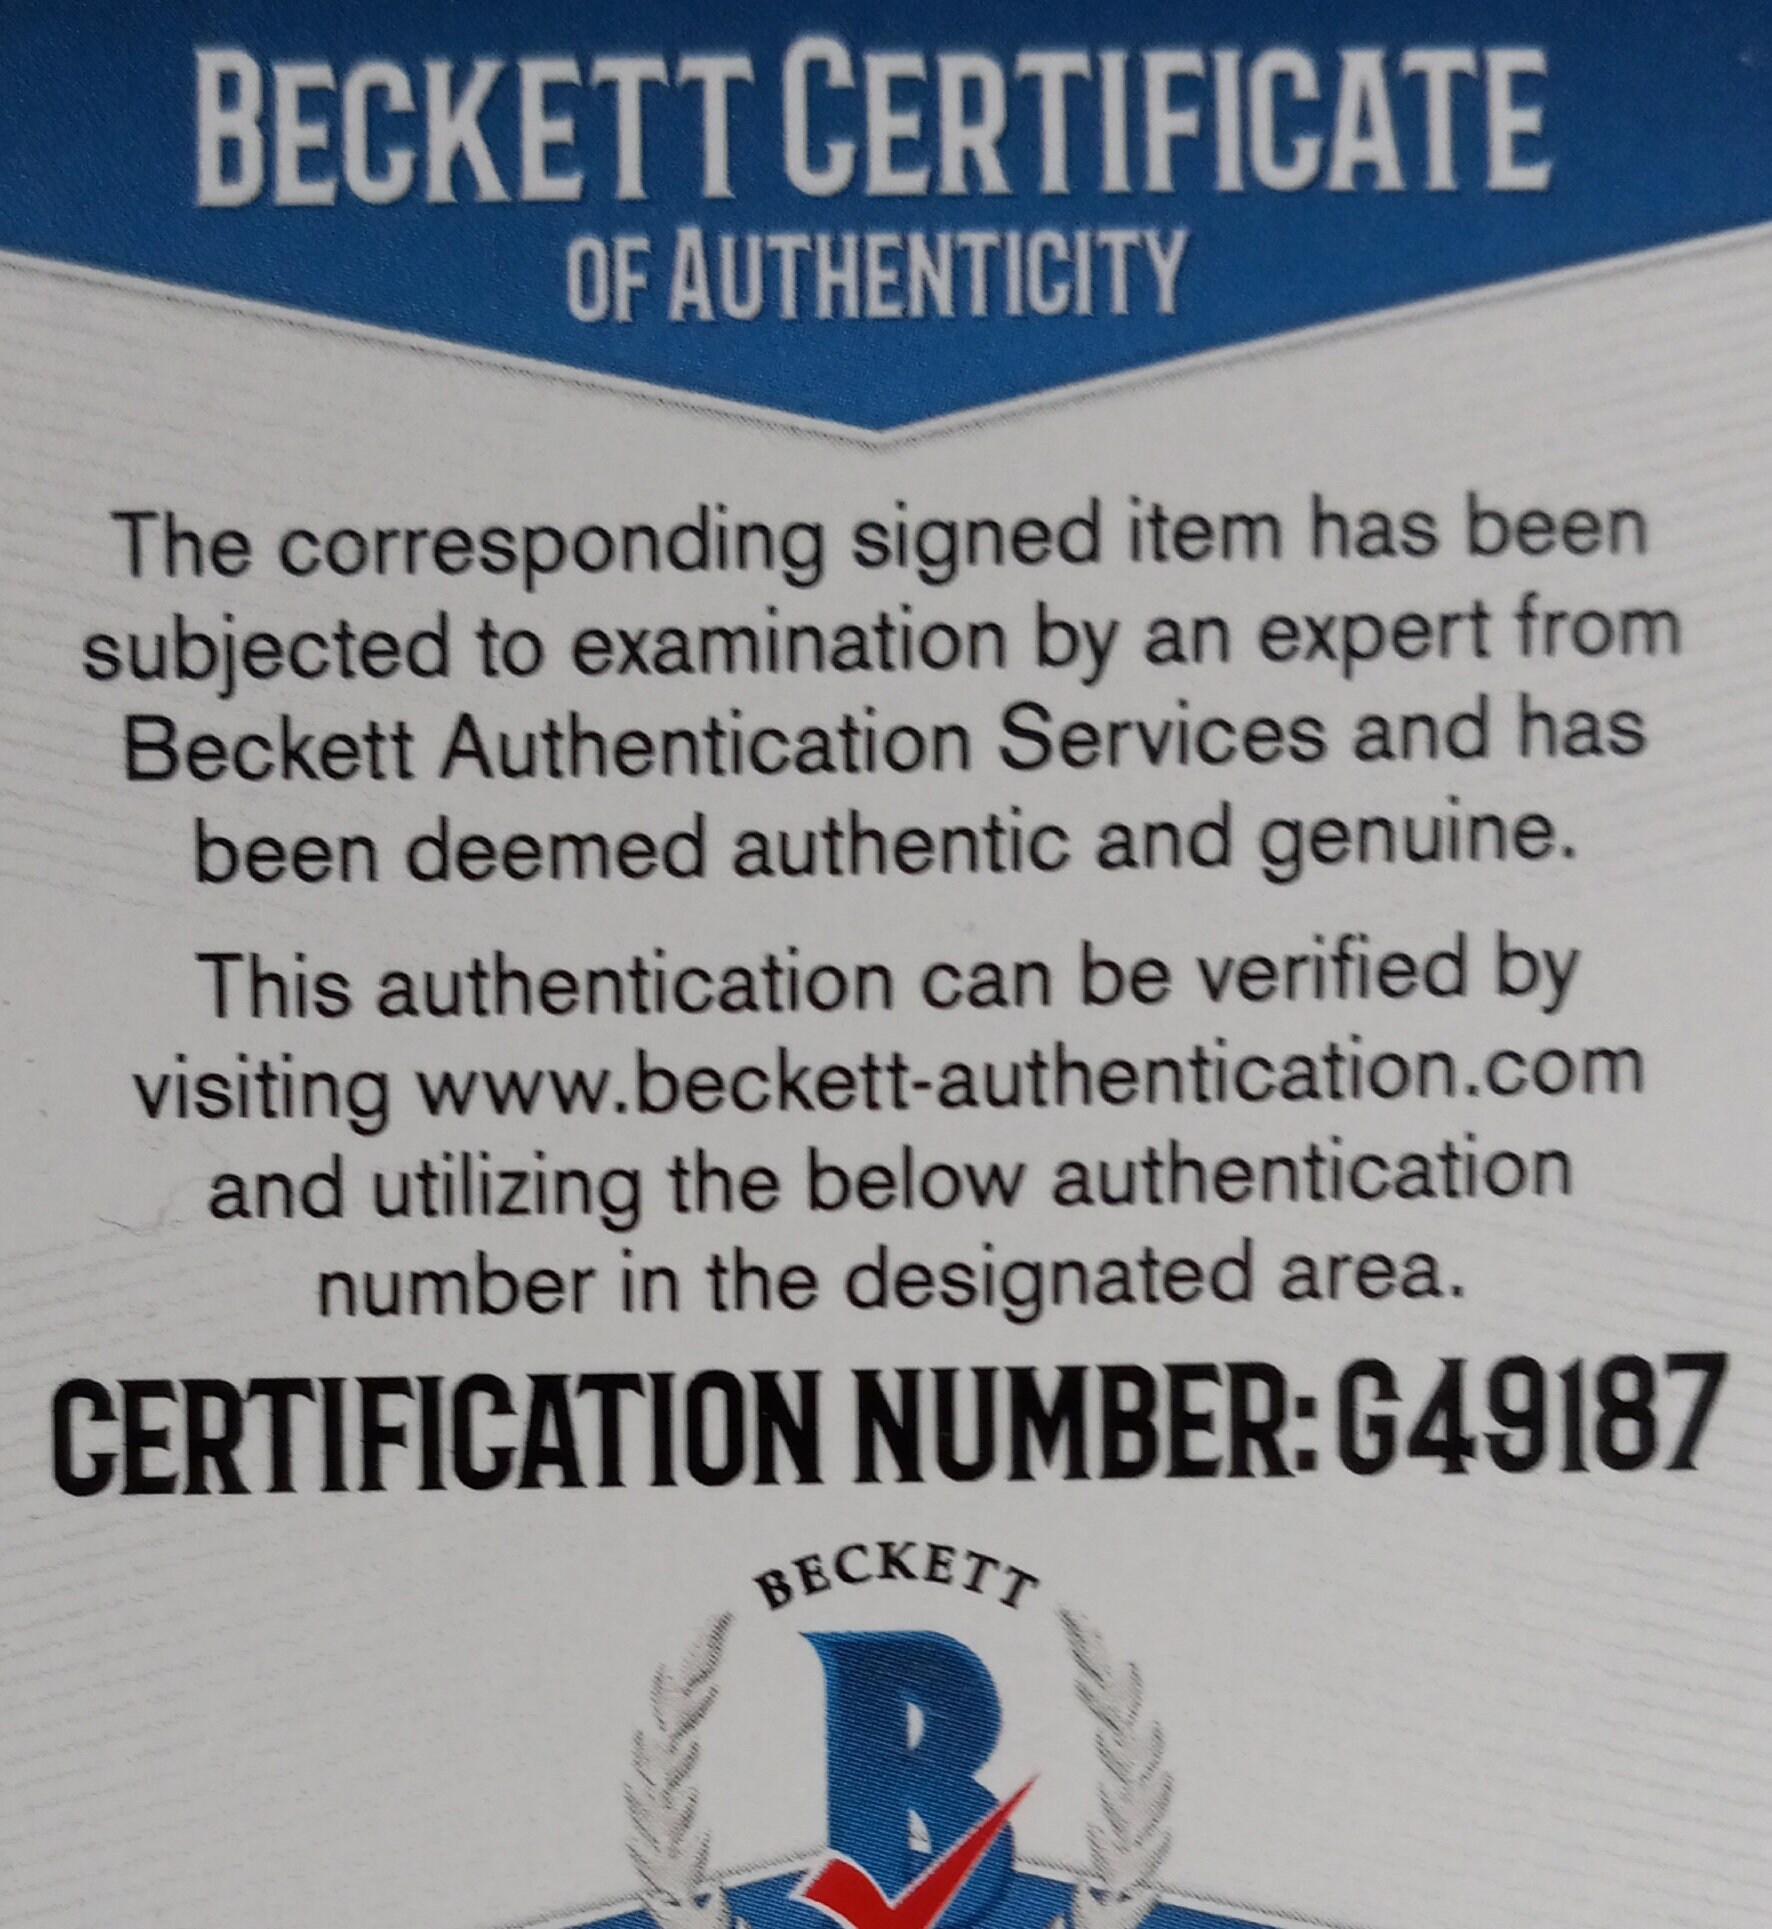 BECKETT CERTIFICATE
OF AUTHENTICITY
The corresponding signed item has been
subjected to examination by an expert from
Beckett Authentication Services and has
been deemed authentic and genuine.
This authentication can be verified by
visiting www.beckett-authentication.com
and utilizing the below authentication
number in the designated area.
CERTIFICATION NUMBER: G49187
BECKETT
B